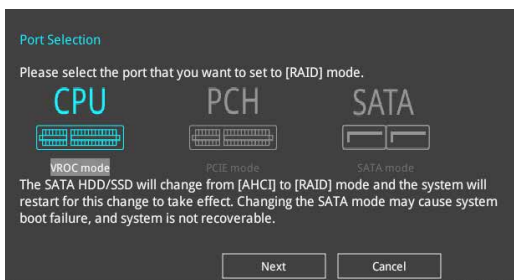 Port Selection
Please select the port that you want to set to [RAID] mode.
CPU PCH SATA
VROC mode PCIE mode SATA mode
The SATA HDD/SSD will change from [AHCI] to [RAID] mode and the system will
restart for this change to take effect. Changing the SATA mode may cause system
boot failure, and system is not recoverable.
Next Cancel